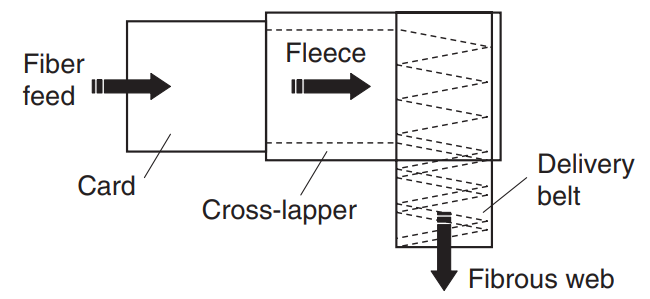 Fiber
feed
Fleece
Card
Cross-lapper
Delivery
belt
Fibrous web